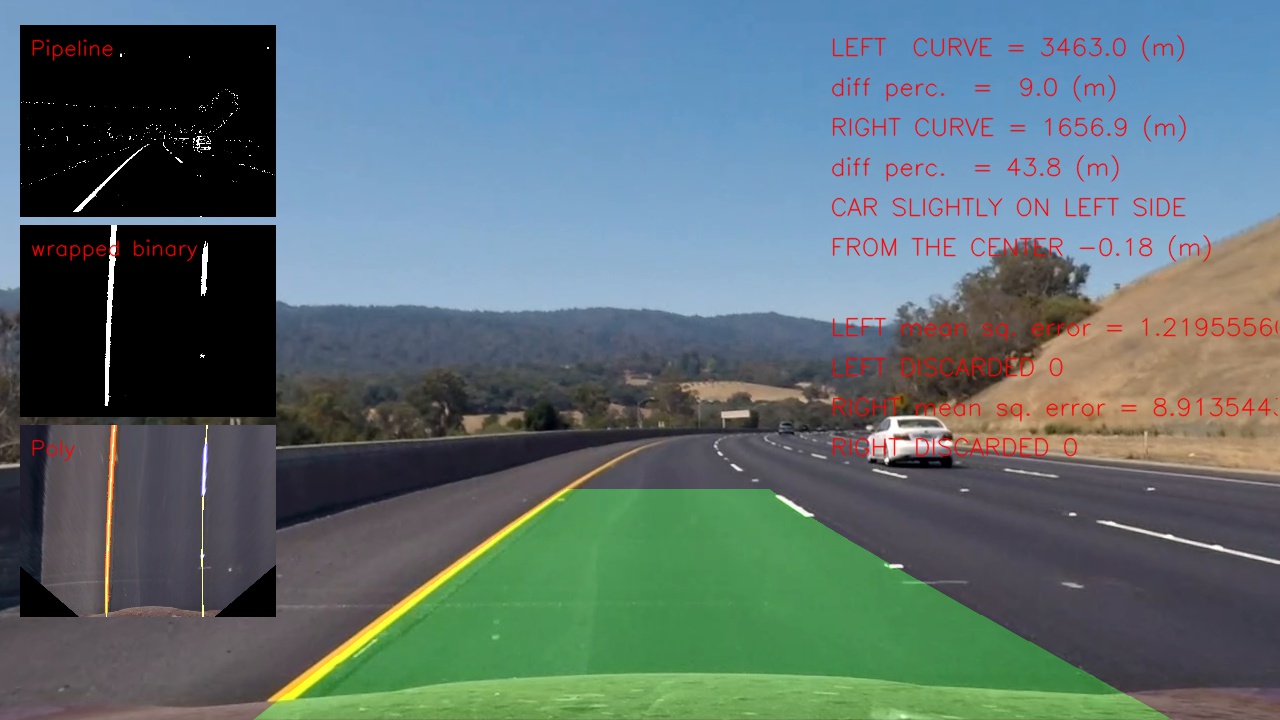 Pipeline
wrapped binary
Poly
LEFT CURVE = 3463.0 (m)
diff perc. = 9.0 (m)
RIGHT CURVE = 1656.9 (m)
diff perc. = 43.8 (m)
CAR SLIGHTLY ON LEFT SIDE
FROM THE CENTER -0.18 (m)
LEFT mean sq. error = 1.2195556
LEFT DISCARDED 0
RIGHT mean sq. error = 8.913544
RIGHT DISCARDED 0